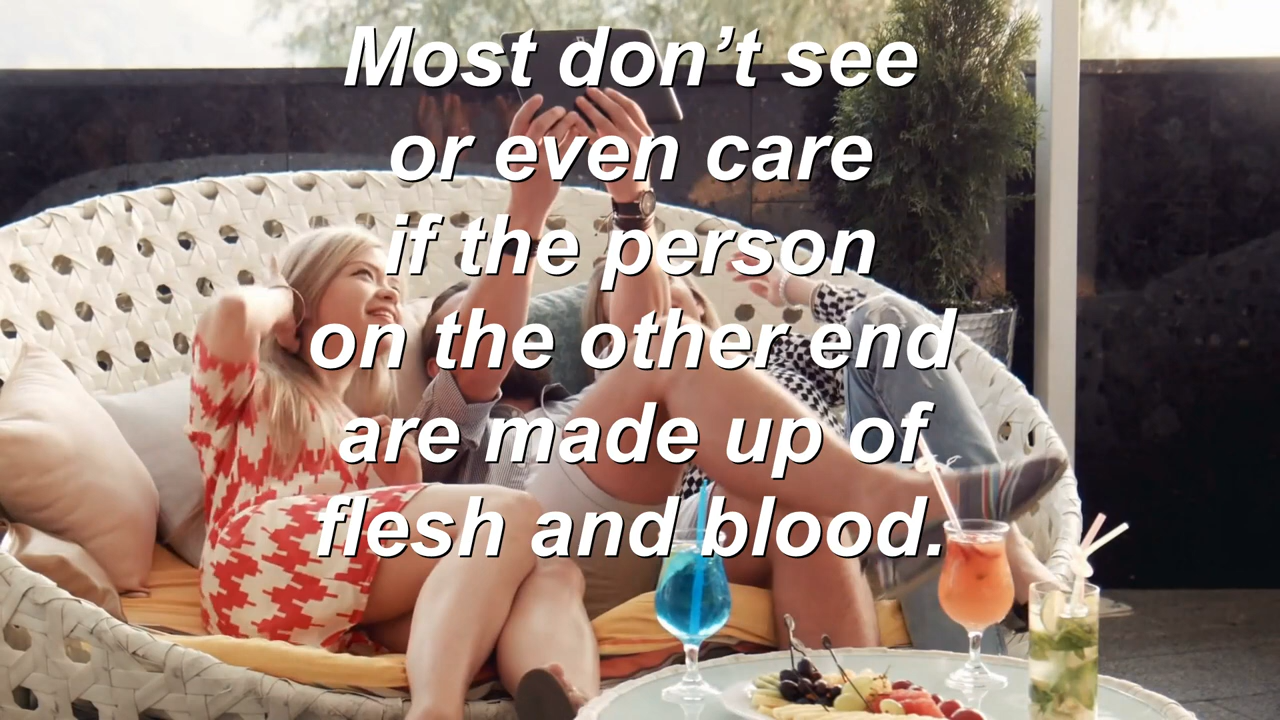 Most don’t see
or even care
if the person
on the other end
are made up of
flesh and blood.